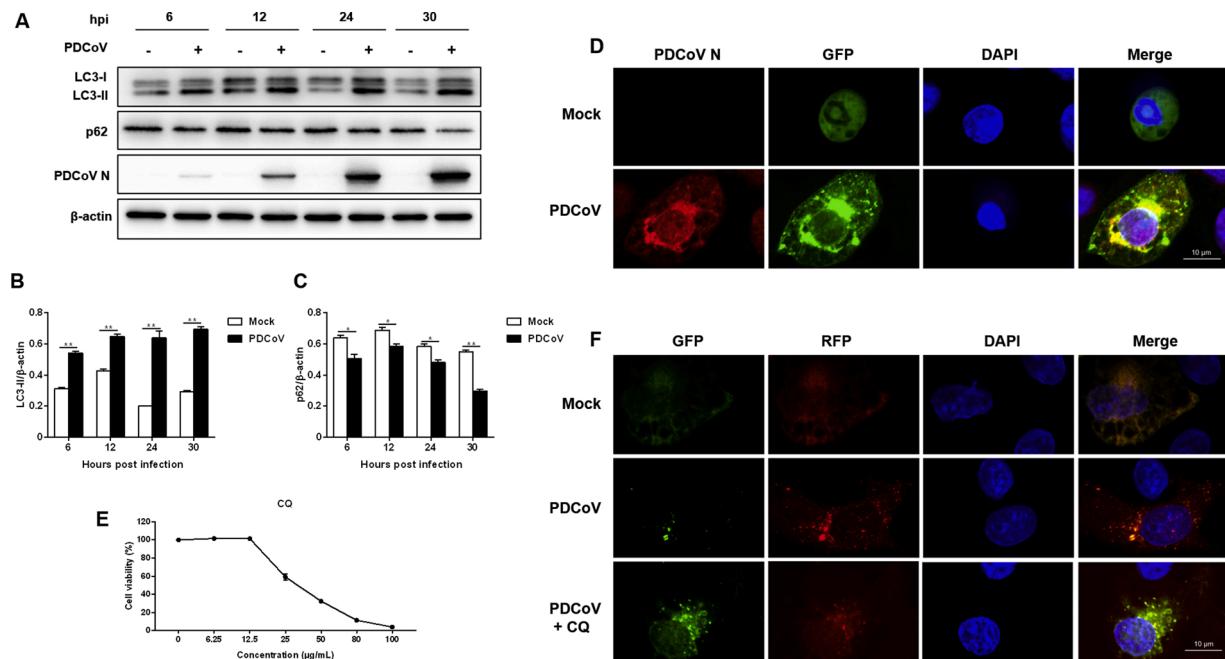 A
hpi 6 12 24 30
PDCoV - + - + - + - +
LC3-I
LC3-II
p62
PDCoV N
β-actin
B
LC3-II/β-actin
0.8
0.6
0.4
0.2
0
** ** ** **
Mock
PDCoV
6 12 24 30
Hours post infection
C
p62/β-actin
0.8
0.6
0.4
0.2
0
* * * **
Mock
PDCoV
6 12 24 30
Hours post infection
D
PDCoV N GFP DAPI Merge
Mock
PDCoV
10 μm
E
CQ
Cell viability (%)
120
100
80
60
40
20
0
0 6.25 12.5 25 50 80 100
Concentration (μg/mL)
F
GFP RFP DAPI Merge
Mock
PDCoV
PDCoV
+ CQ
10 μm